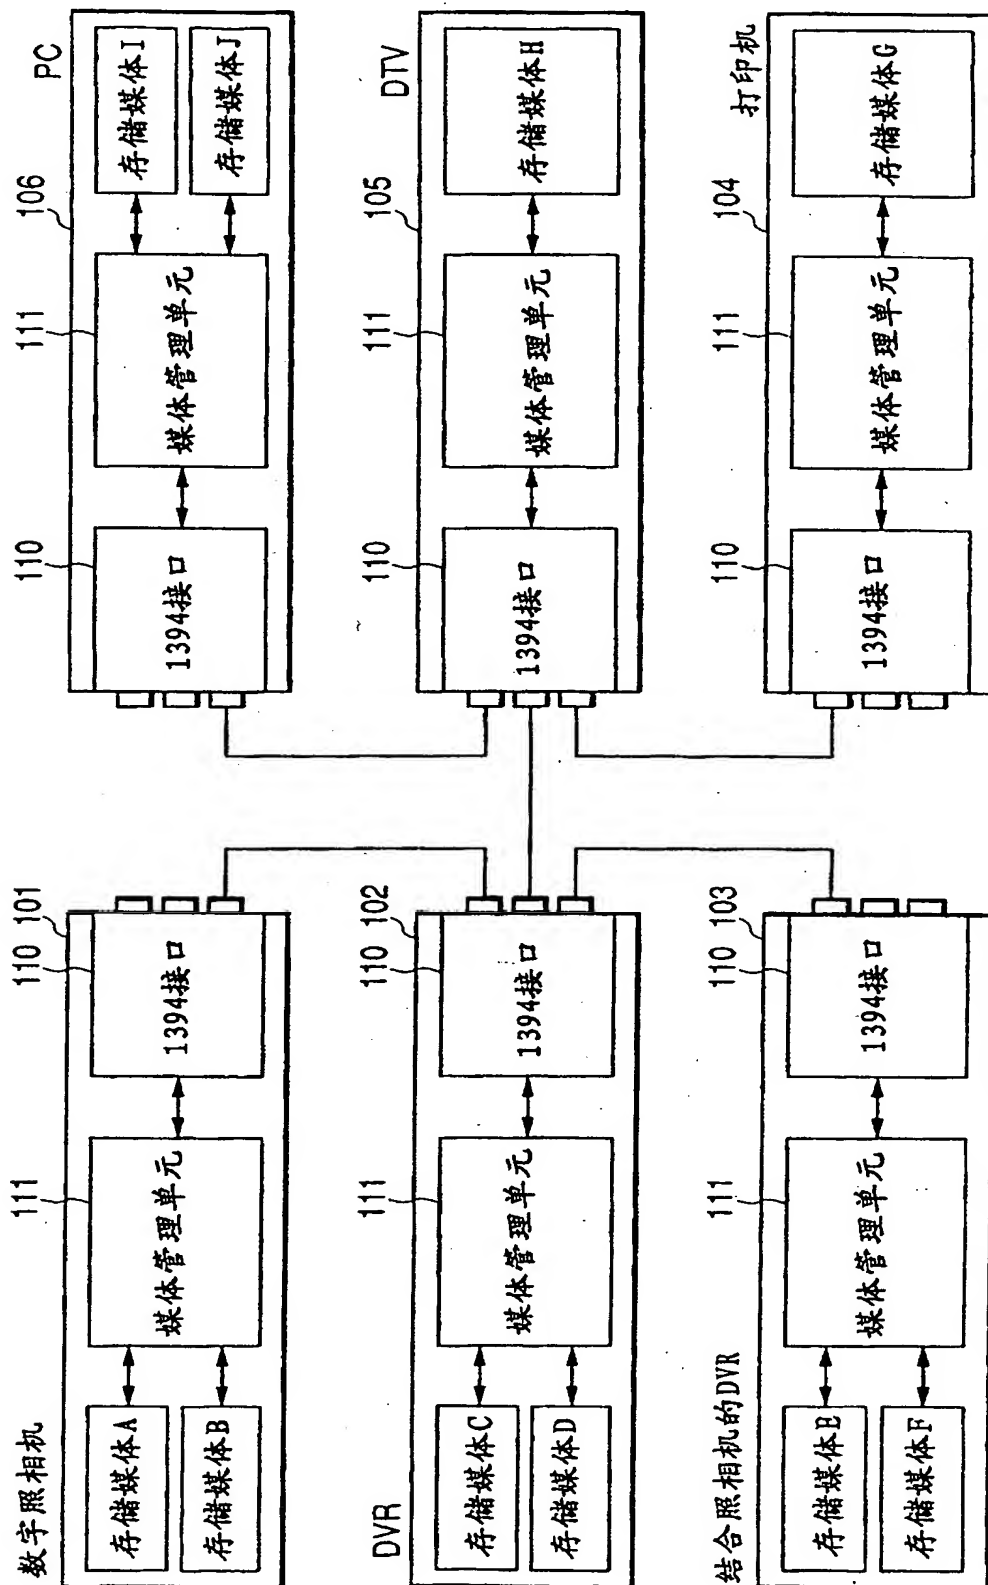 数字照相机
101
110
111
1394接口
媒体管理单元
存储媒体A
存储媒体B
DVR
102
110
111
1394接口
媒体管理单元
存储媒体C
存储媒体D
结合照相机的DVR
103
110
111
1394接口
媒体管理单元
存储媒体E
存储媒体F
PC
106
111
110
存储媒体I
存储媒体J
媒体管理单元
1394接口
DTV
105
111
110
存储媒体H
媒体管理单元
1394接口
打印机
104
111
110
存储媒体G
媒体管理单元
1394接口